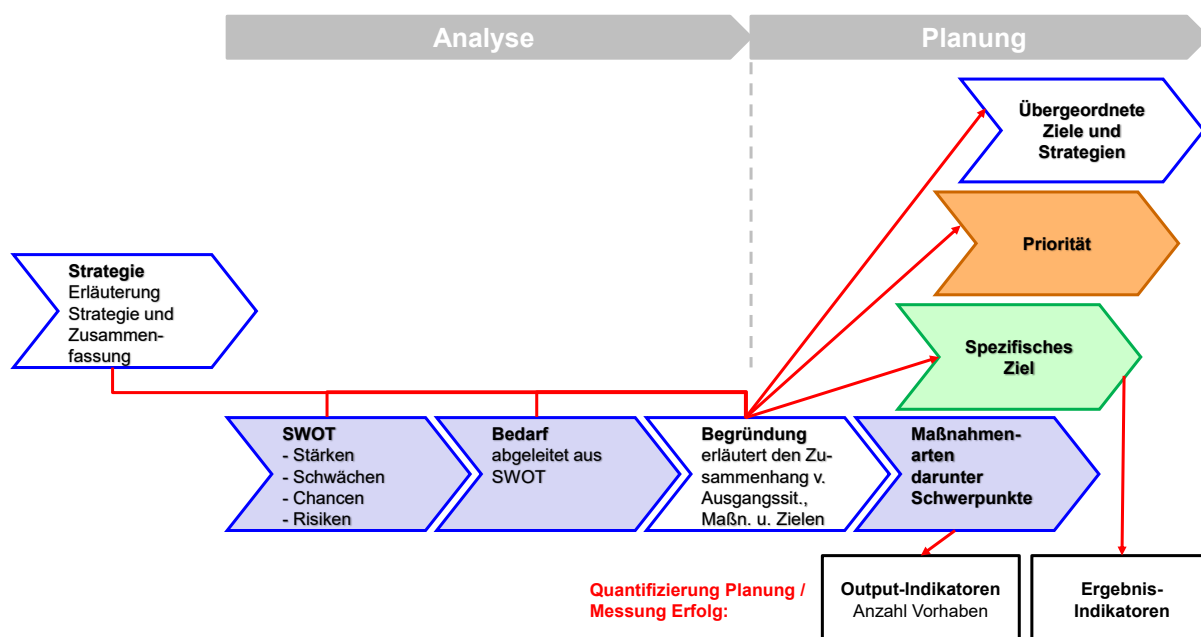 Analyse
Planung
Übergeordnete
Ziele und
Strategien
Priorität
Strategie
Erläuterung
Strategie und
Zusammen-
fassung
Spezifisches
Ziel
SWOT
- Stärken
- Schwächen
- Chancen
- Risiken
Bedarf
abgeleitet aus
SWOT
Begründung
erläutert den Zu-
sammenhang v.
Ausgangssit.,
Maßn. u. Zielen
Maßnahmen-
arten
darunter
Schwerpunkte
Quantifizierung Planung /
Messung Erfolg:
Output-Indikatoren
Anzahl Vorhaben
Ergebnis-
Indikatoren